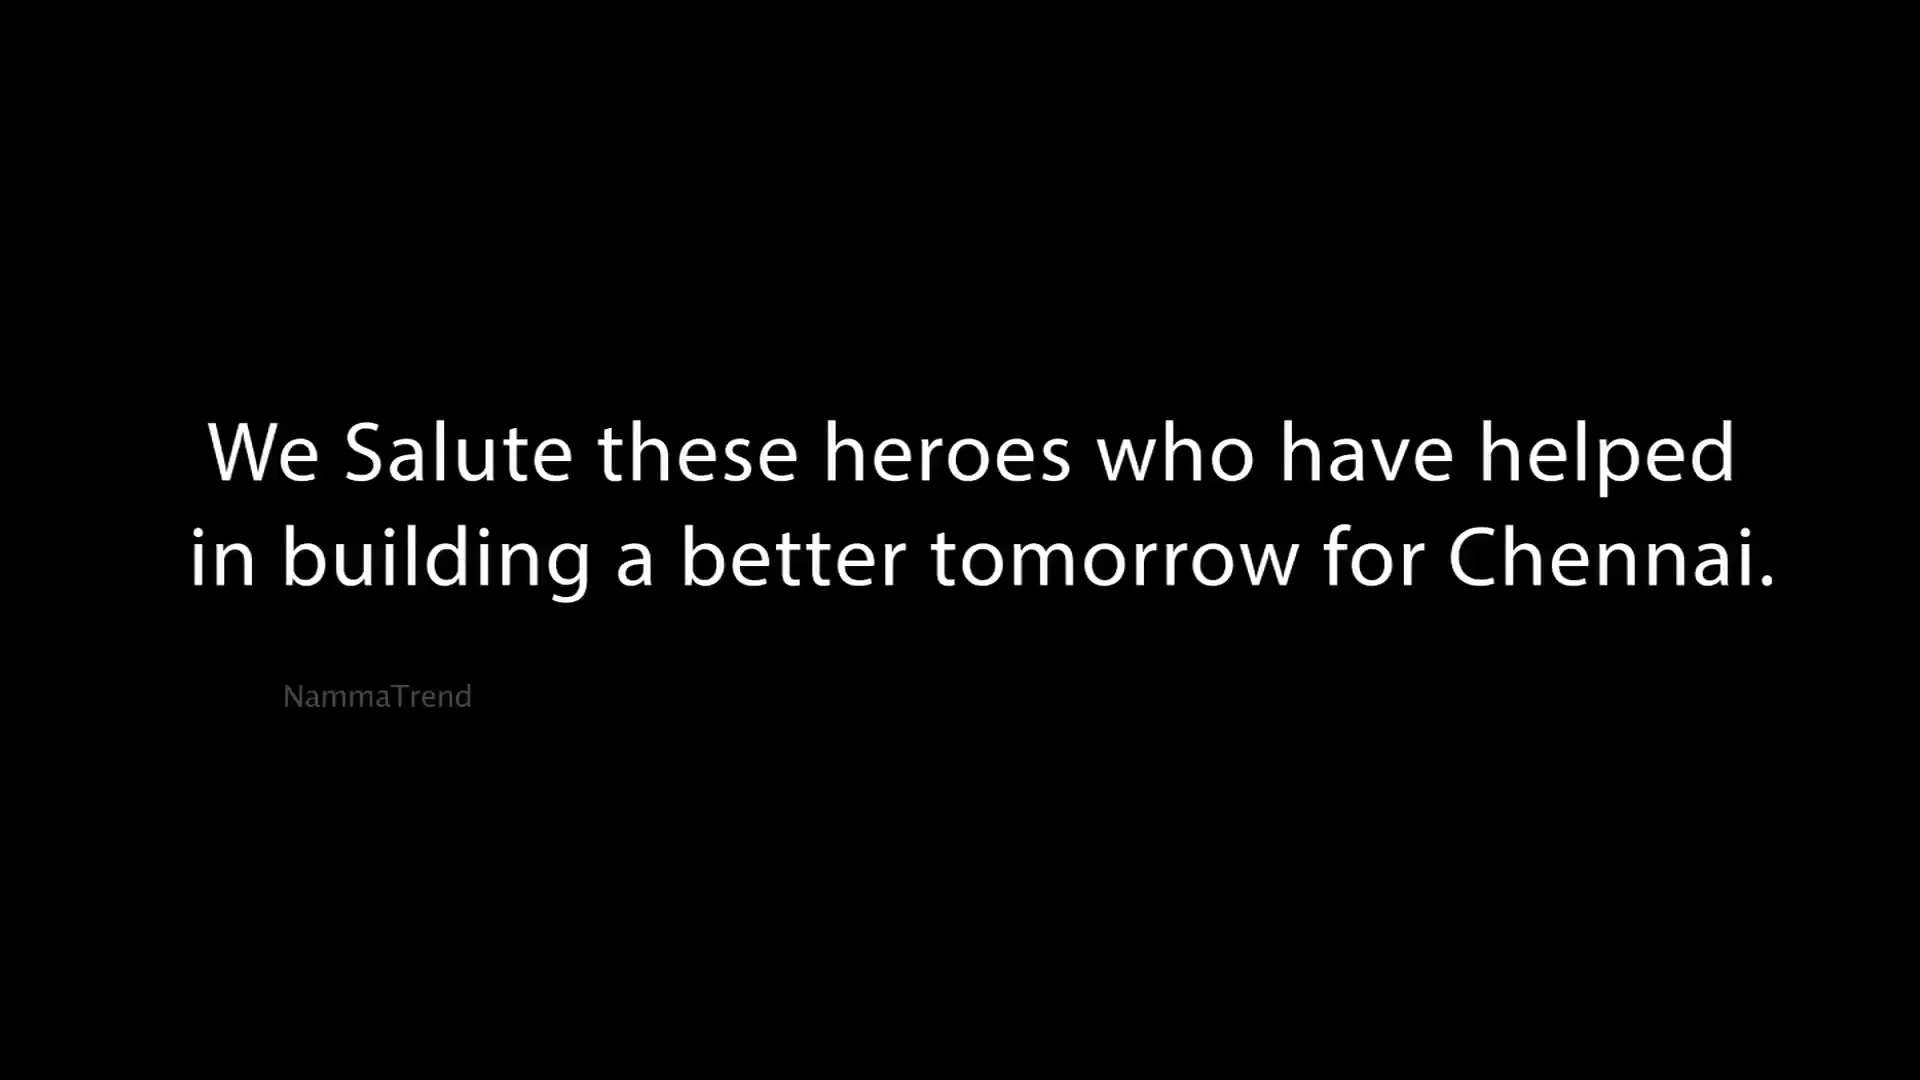 We Salute these heroes who have helped
in building a better tomorrow for Chennai.
NammaTrend